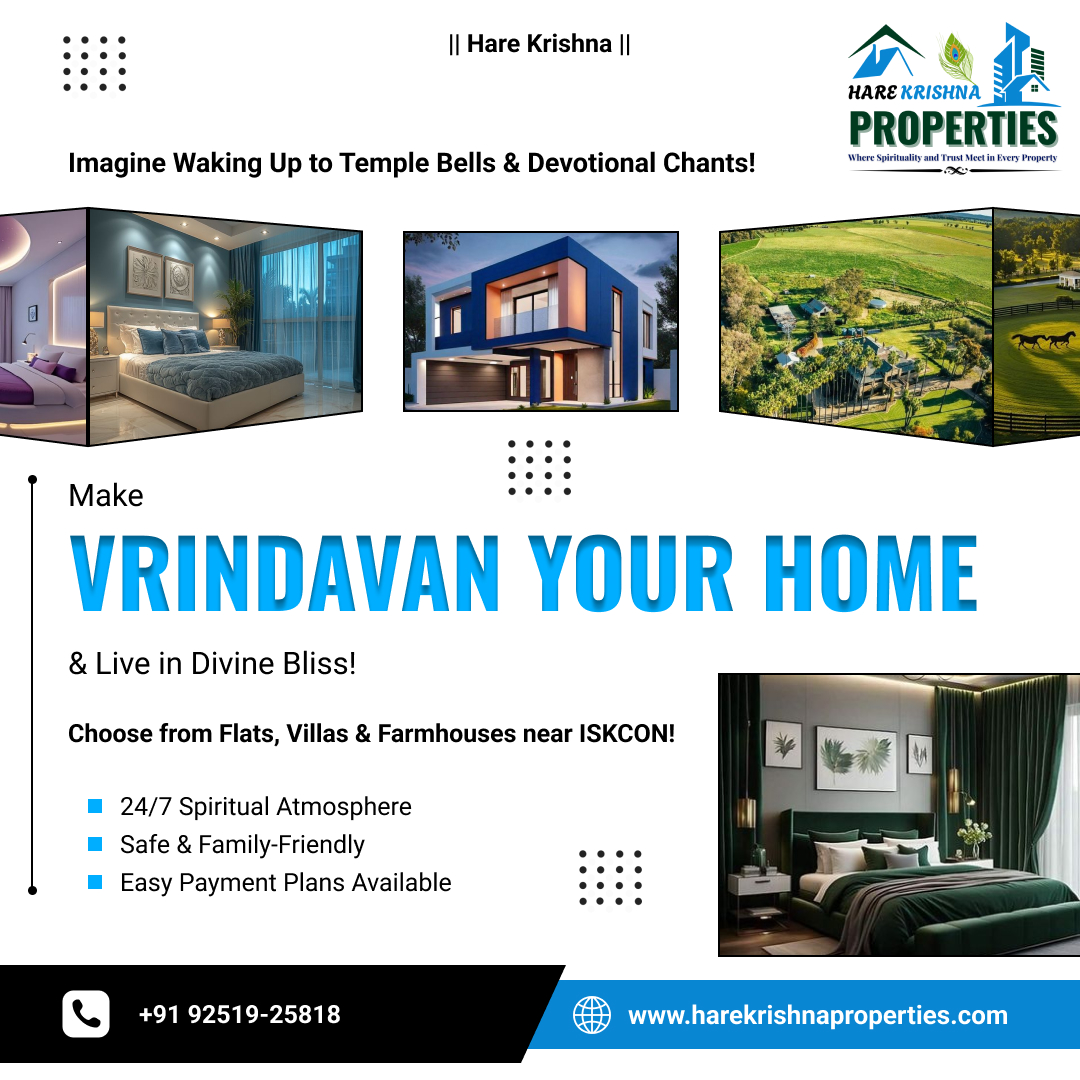 || Hare Krishna ||
HARE KRISHNA
PROPERTIES
Where Spirituality and Trust Meet in Every Property
Imagine Waking Up to Temple Bells & Devotional Chants!
Make
VRINDAVAN YOUR HOME
& Live in Divine Bliss!
Choose from Flats, Villas & Farmhouses near ISKCON!
24/7 Spiritual Atmosphere
Safe & Family-Friendly
Easy Payment Plans Available
+91 92519-25818
www.harekrishnaproperties.com